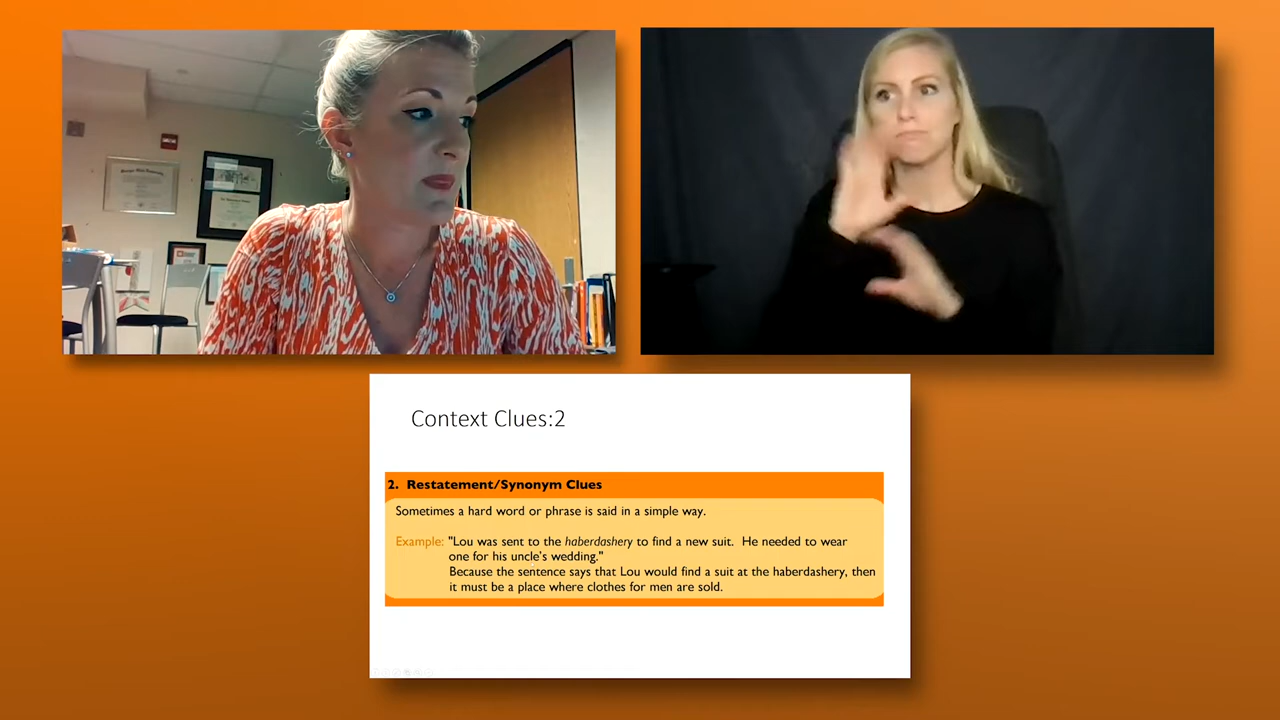 Context Clues:2
2. Restatement/Synonym Clues
Sometimes a hard word or phrase is said in a simple way.
Example: "Lou was sent to the haberdashery to find a new suit. He needed to wear
one for his uncle's wedding."
Because the sentence says that Lou would find a suit at the haberdashery, then
it must be a place where clothes for men are sold.